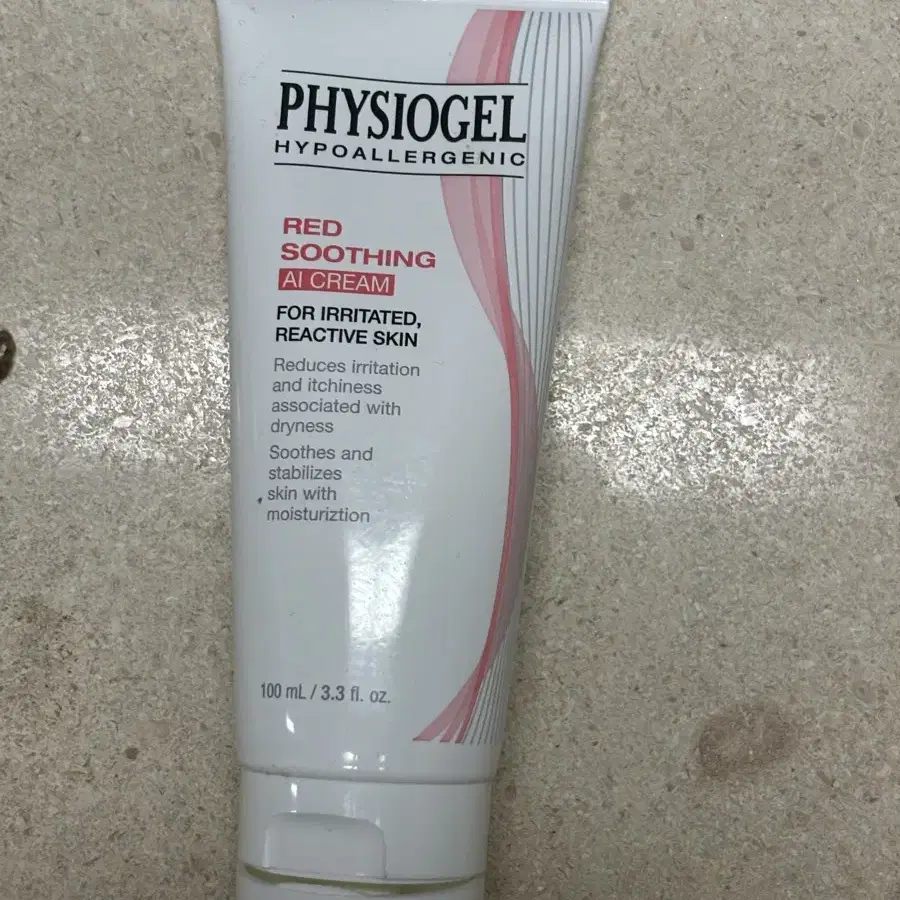 PHYSIOGEL
HYPOALLERGENIC
RED
SOOTHING
AI CREAM
FOR IRRITATED,
REACTIVE SKIN
Reduces irritation
and itchiness
associated with
dryness
Soothes and
stabilizes
skin with
moisturiztion
100 mL / 3.3 fl. oz.